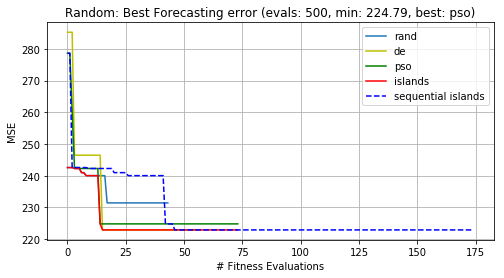 Random: Best Forecasting error (evals: 500, min: 224.79, best: pso)
rand
de
pso
islands
sequential islands
MSE
280
270
260
250
240
230
220
0 25 50 75 100 125 150 175
# Fitness Evaluations